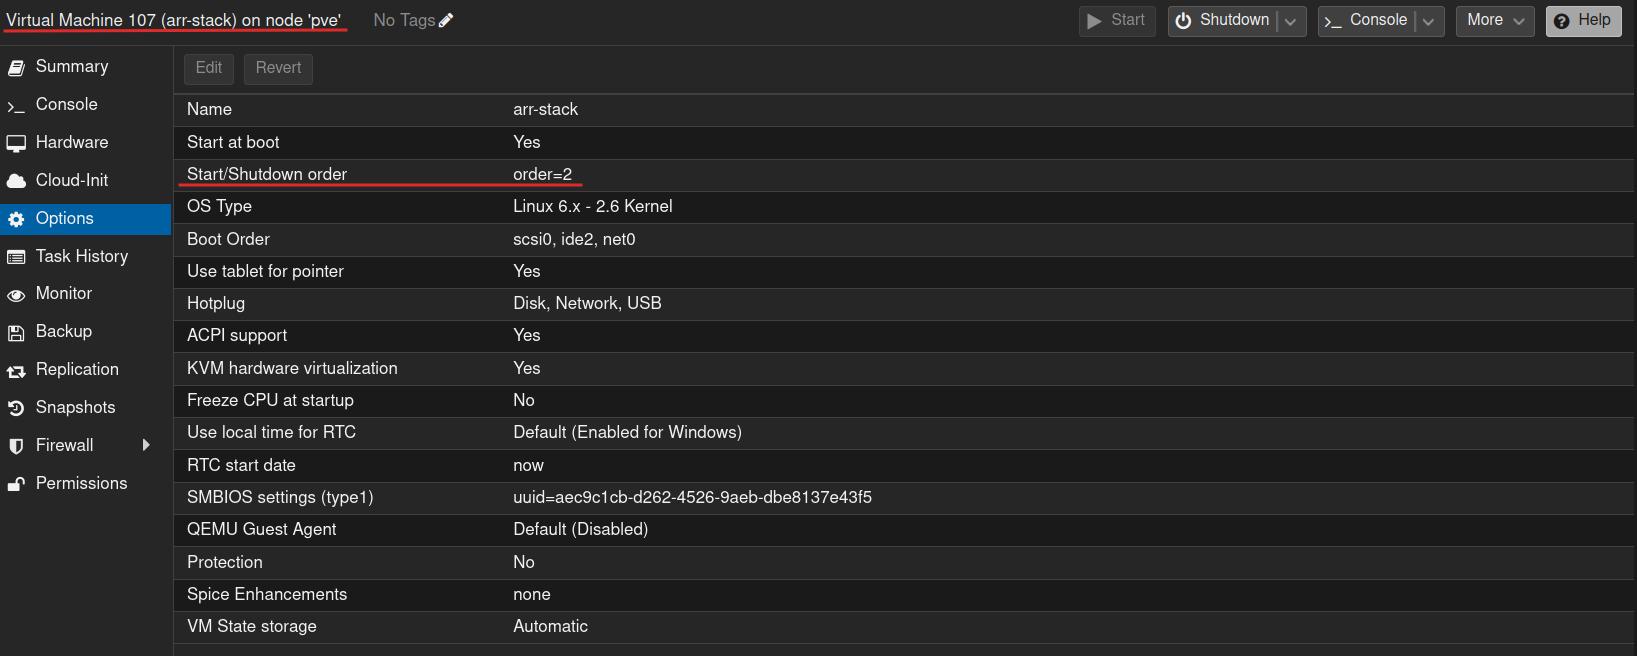 Virtual Machine 107 (arr-stack) on node 'pve' No Tags Start Shutdown Console More Help
Summary
Console
Hardware
Cloud-Init
Options
Task History
Monitor
Backup
Replication
Snapshots
Firewall
Permissions
Edit Revert
Name arr-stack
Start at boot Yes
Start/Shutdown order order=2
OS Type Linux 6.x - 2.6 Kernel
Boot Order scsi0, ide2, net0
Use tablet for pointer Yes
Hotplug Disk, Network, USB
ACPI support Yes
KVM hardware virtualization Yes
Freeze CPU at startup No
Use local time for RTC Default (Enabled for Windows)
RTC start date now
SMBIOS settings (type1) uuid=aec9c1cb-d262-4526-9aeb-dbe8137e43f5
QEMU Guest Agent Default (Disabled)
Protection No
Spice Enhancements none
VM State storage Automatic